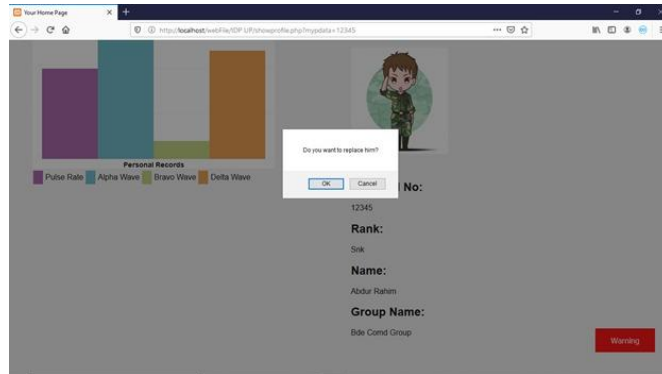 Your Home Page
http://localhost/webFile/IDP UP/showprofile.php?mypdata=12345
Personal Records
Pulse Rate Alpha Wave Bravo Wave Delta Wave
Do you want to replace him?
OK Cancel
No:
12345
Rank:
Snk
Name:
Abdur Rahim
Group Name:
Bde Comd Group
Warning